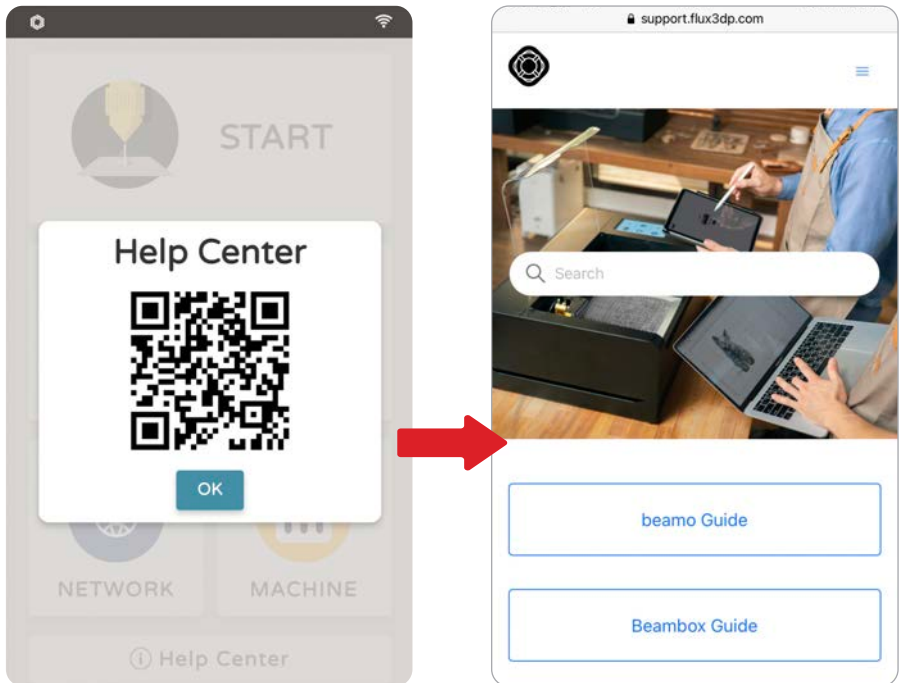 START
Help Center
OK
NETWORK
MACHINE
Help Center
support.flux3dp.com
Search
beamo Guide
Beambox Guide